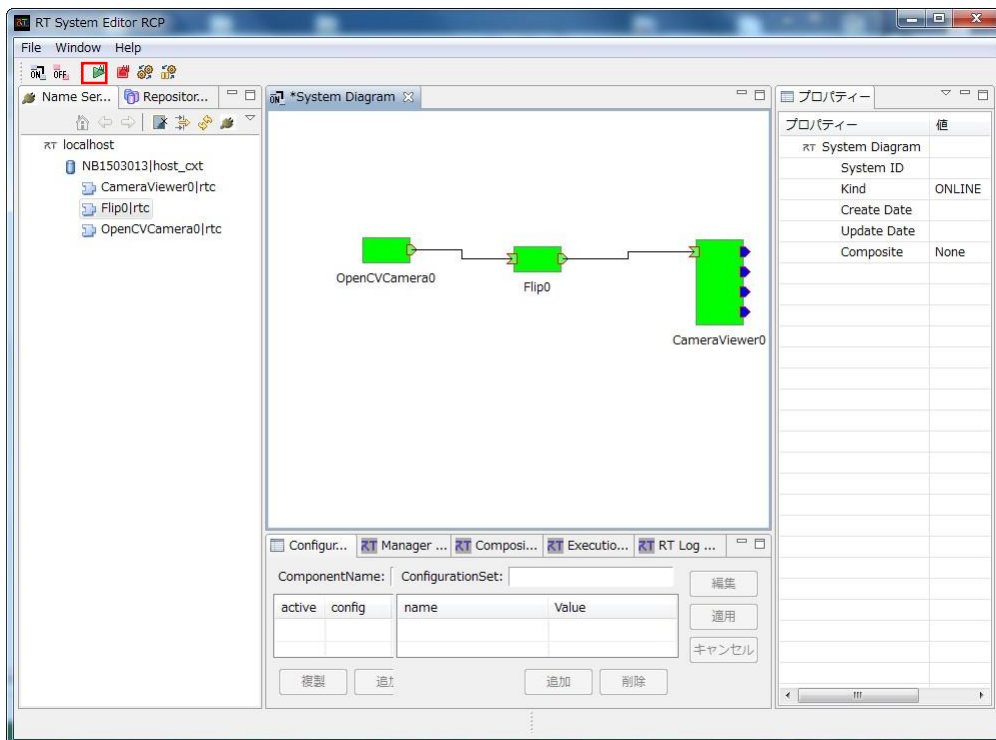 RT System Editor RCP
File Window Help
ON OFF
Name Ser... Repositor...
RT localhost
NB1503013|host_cxt
CameraViewer0|rtc
Flip0|rtc
OpenCVCamera0|rtc
ON *System Diagram
OpenCVCamera0
Flip0
CameraViewer0
プロパティー
プロパティー 値
RT System Diagram
System ID
Kind ONLINE
Create Date
Update Date
Composite None
Configur... RT Manager ... RT Composi... RT Executio... RT RT Log ...
ComponentName: ConfigurationSet:
編集
active config name Value
適用
キャンセル
複製 追加 削除